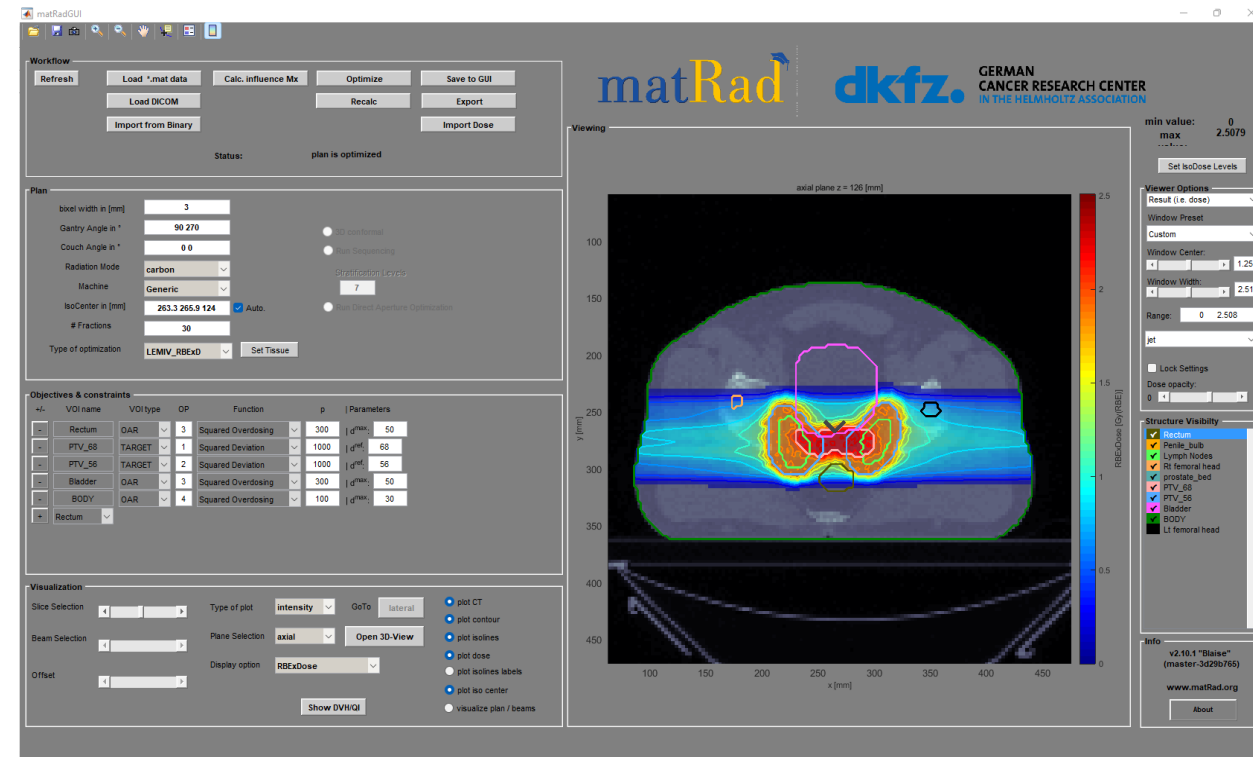 matRadGUI
matRad
dkfz.
GERMAN
CANCER RESEARCH CENTER
IN THE HELMHOLTZ ASSOCIATION
Workflow
Refresh Load *.mat data Calc. influence Mx Optimize Save to GUI
Load DICOM Recalc Export
Import from Binary Import Dose
Status: plan is optimized
Plan
bixel width in [mm] 3
Gantry Angle in ° 90 270
Couch Angle in ° 0 0
Radiation Mode carbon
Machine Generic
IsoCenter in [mm] 263.3 265.9 124 Auto.
# Fractions 30
Type of optimization LEMIV_RBExD Set Tissue
3D conformal
Run Sequencing
Stratification Levels
7
Run Direct Aperture Optimization
Objectives & constraints
+/- VOI name VOI type OP Function p | Parameters
- Rectum OAR 3 Squared Overdosing 300 | d^max: 50
- PTV_68 TARGET 1 Squared Deviation 1000 | d^ref: 68
- PTV_56 TARGET 2 Squared Deviation 1000 | d^ref: 56
- Bladder OAR 3 Squared Overdosing 300 | d^max: 50
- BODY OAR 4 Squared Overdosing 100 | d^max: 30
+ Rectum
Visualization
Slice Selection
Beam Selection
Offset
Type of plot intensity GoTo lateral
Plane Selection axial Open 3D-View
Display option RBExDose
Show DVH/QI
plot CT
plot contour
plot isolines
plot dose
plot isolines labels
plot iso center
visualize plan / beams
Viewing
axial plane z = 126 [mm]
100
150
200
250
300
350
400
450
y [mm]
100 150 200 250 300 350 400 450
x [mm]
2.5
2
1.5
1
0.5
0
RBExDose [Gy(RBE)]
min value: 0
max 2.5079
Set IsoDose Levels
Viewer Options
Result (i.e. dose)
Window Preset
Custom
Window Center:
1.25
Window Width:
2.51
Range: 0 2.508
jet
Lock Settings
Dose opacity:
0
Structure Visibilty
Rectum
Penile_bulb
Lymph Nodes
Rt femoral head
prostate_bed
PTV_68
PTV_56
Bladder
BODY
Lt femoral head
Info
v2.10.1 "Blaise"
(master-3d29b765)
www.matRad.org
About